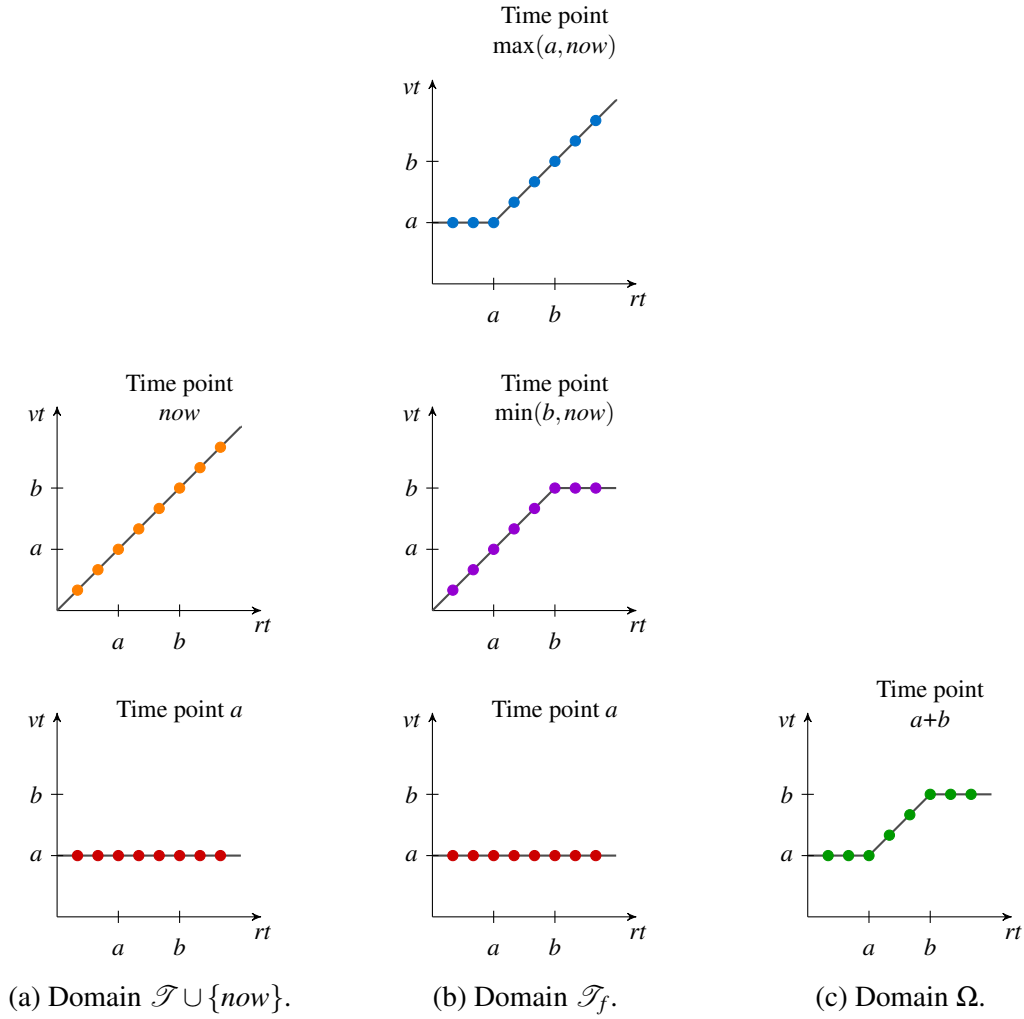 Time point
max(a, now)
vt
b
a
a
b
rt
Time point
now
vt
b
a
a
b
rt
Time point
min(b, now)
vt
b
a
a
b
rt
Time point a
vt
b
a
a
b
rt
Time point a
vt
b
a
a
b
rt
Time point
a+b
vt
b
a
a
b
rt
(a) Domain 𝒯 ∪ {now}.
(b) Domain 𝒯f.
(c) Domain Ω.